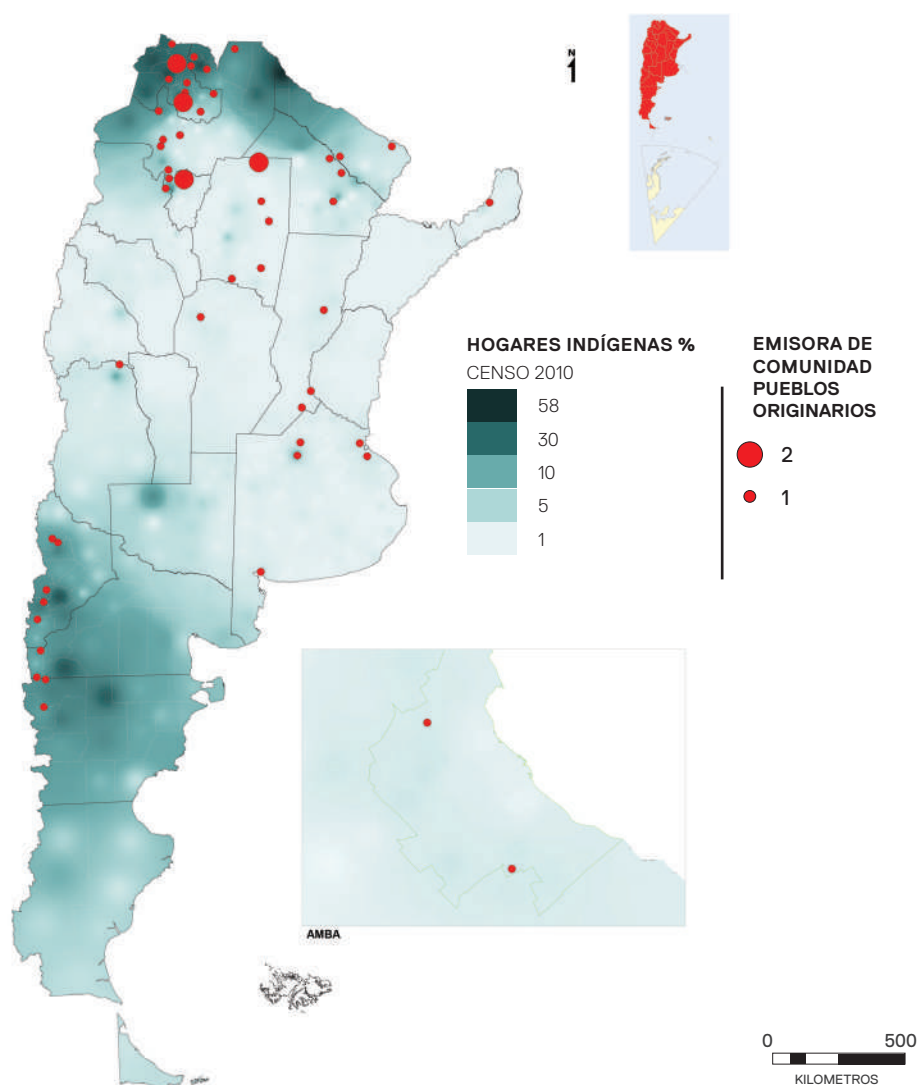 N
HOGARES INDÍGENAS %
CENSO 2010
58
30
10
5
1
EMISORA DE
COMUNIDAD
PUEBLOS
ORIGINARIOS
2
1
AMBA
0 500
KILOMETROS